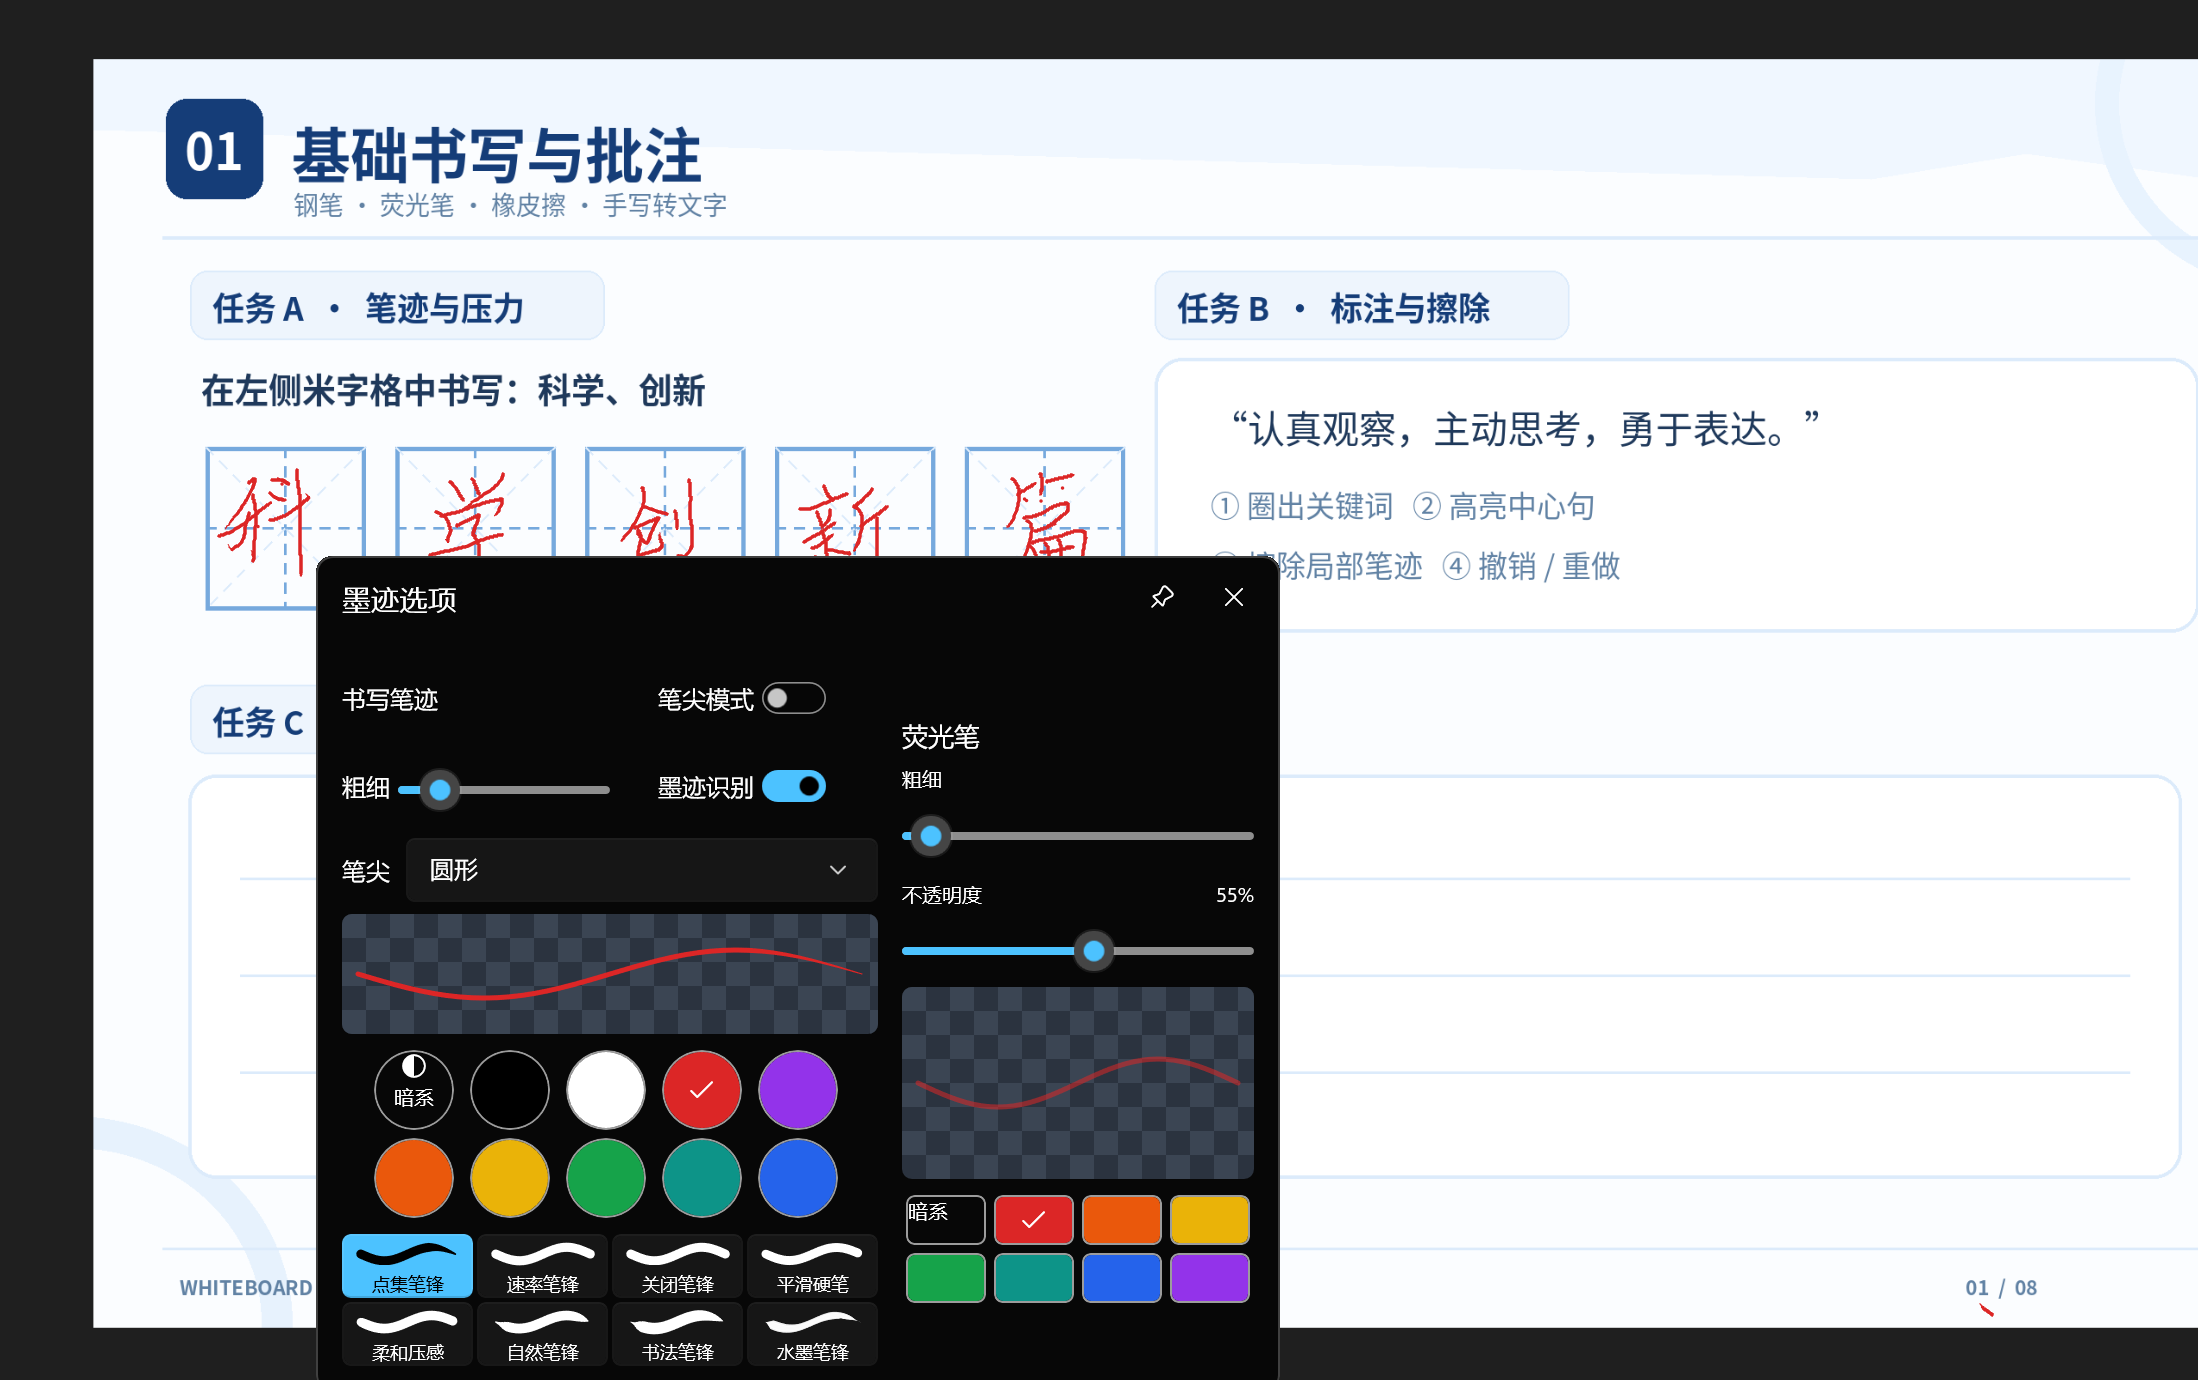 01
基础书写与批注
钢笔 · 荧光笔 · 橡皮擦 · 手写转文字
任务 A · 笔迹与压力
在左侧米字格中书写：科学、创新
科 学 创 新 篇
任务 B · 标注与擦除
“认真观察，主动思考，勇于表达。”
① 圈出关键词 ② 高亮中心句
除局部笔迹 ④ 撤销 / 重做
任务 C
墨迹选项
书写笔迹 笔尖模式
粗细 墨迹识别
笔尖 圆形
暗系
点集笔锋 速率笔锋 关闭笔锋 平滑硬笔
柔和压感 自然笔锋 书法笔锋 水墨笔锋
荧光笔
粗细
不透明度 55%
暗系
WHITEBOARD
01 / 08